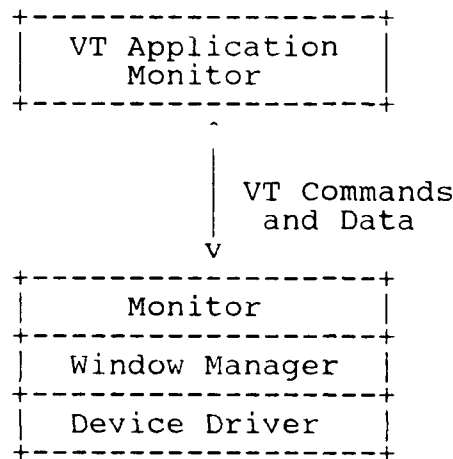 VT Application
Monitor
VT Commands
and Data
Monitor
Window Manager
Device Driver